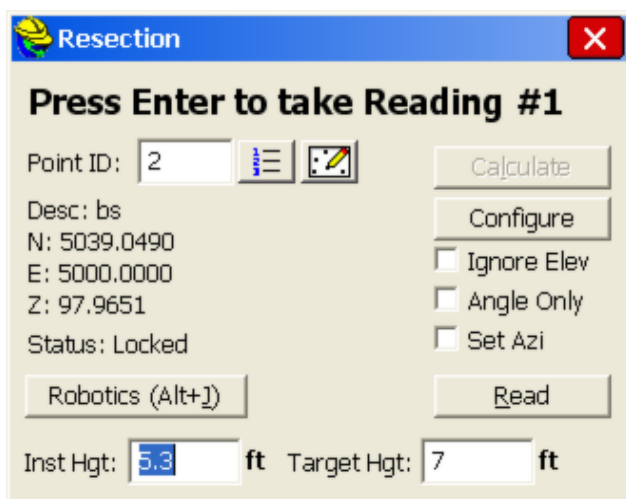 Resection
Press Enter to take Reading #1
Point ID: 2
Calculate
Desc: bs
Configure
N: 5039.0490
Ignore Elev
E: 5000.0000
Z: 97.9651
Angle Only
Status: Locked
Set Azi
Robotics (Alt+J)
Read
Inst Hgt: 5.3 ft Target Hgt: 7 ft